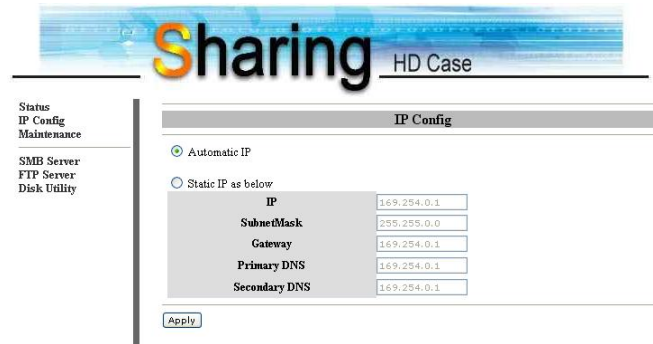 Sharing HD Case
Status
IP Config
Maintenance
SMB Server
FTP Server
Disk Utility
IP Config
Automatic IP
Static IP as below
IP 169.254.0.1
SubnetMask 255.255.0.0
Gateway 169.254.0.1
Primary DNS 169.254.0.1
Secondary DNS 169.254.0.1
Apply